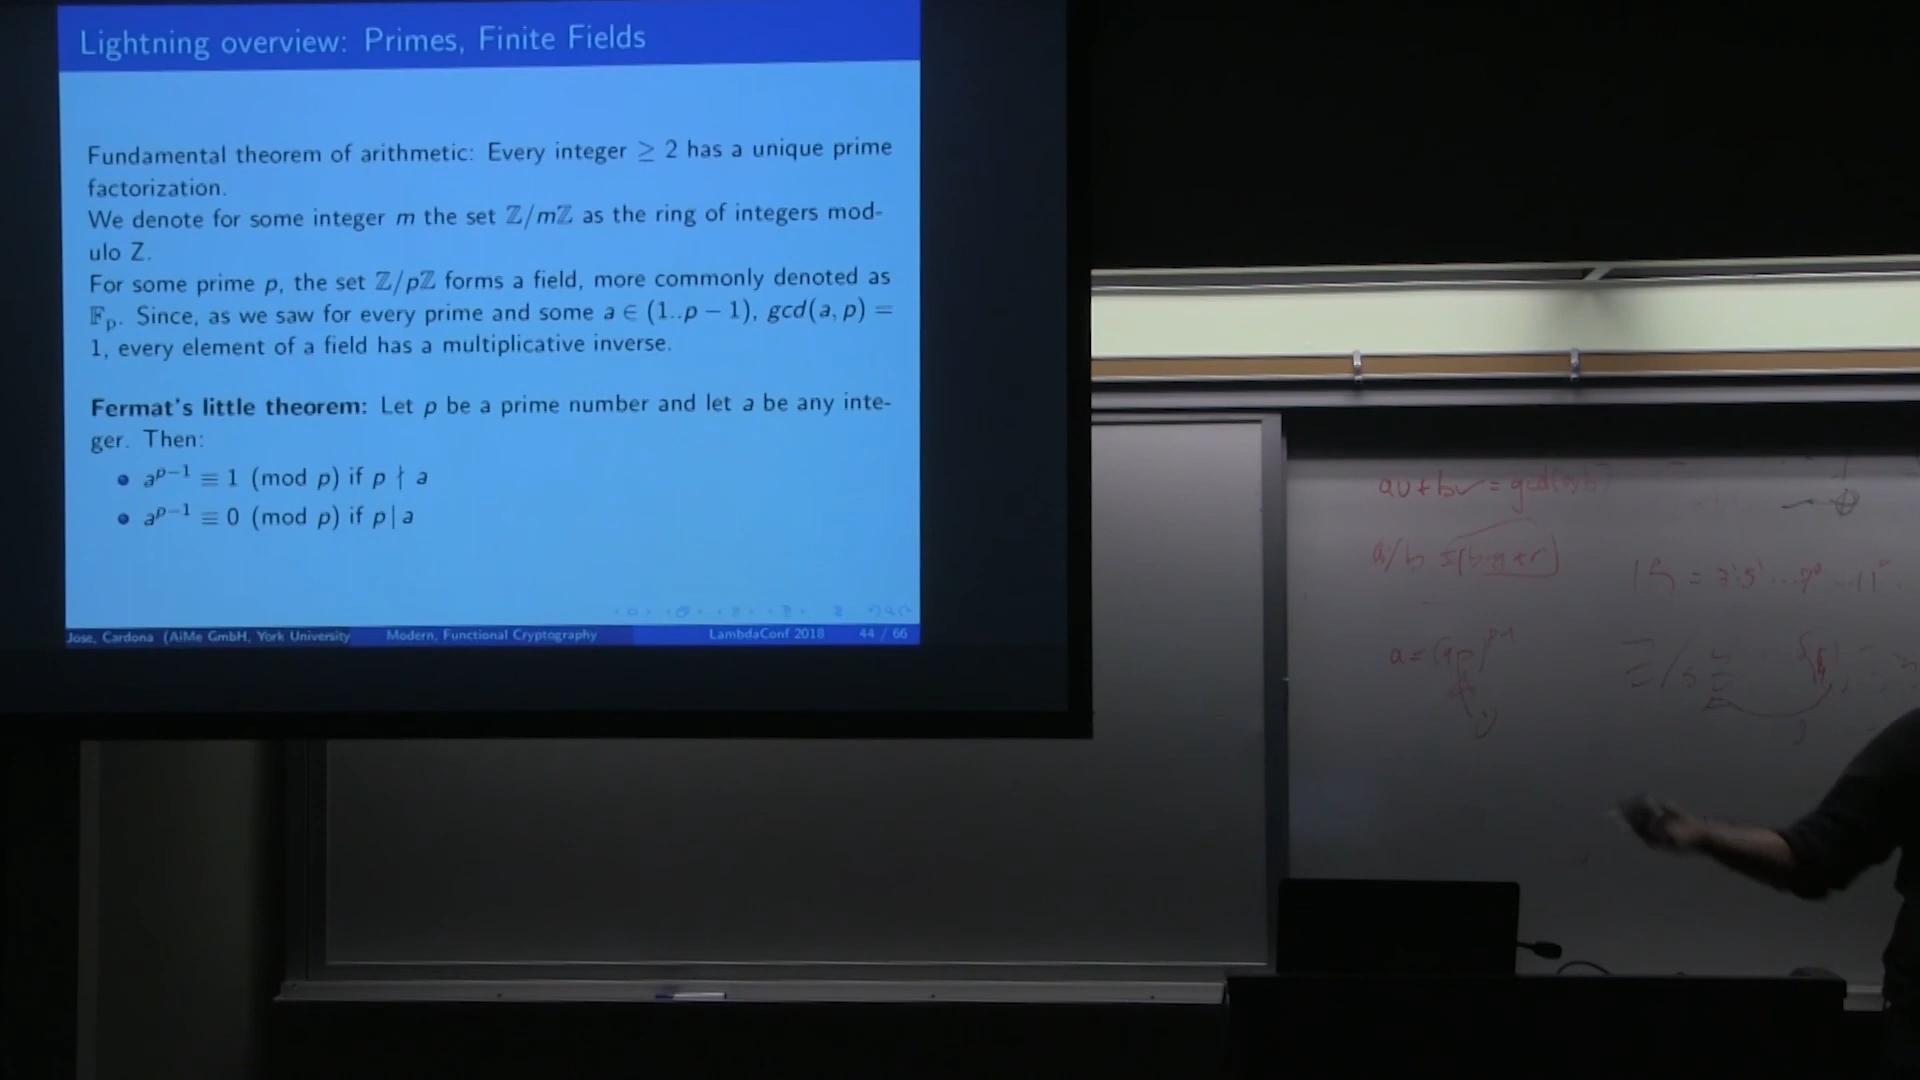 Lightning overview: Primes, Finite Fields
Fundamental theorem of arithmetic: Every integer ≥ 2 has a unique prime
factorization.
We denote for some integer m the set ℤ/mℤ as the ring of integers mod-
ulo Z.
For some prime p, the set ℤ/pℤ forms a field, more commonly denoted as
𝔽p. Since, as we saw for every prime and some a ∈ (1..p − 1), gcd(a, p) =
1, every element of a field has a multiplicative inverse.
Fermat's little theorem: Let p be a prime number and let a be any inte-
ger. Then:
• a^{p−1} ≡ 1 (mod p) if p ∤ a
• a^{p−1} ≡ 0 (mod p) if p | a
Jose, Cardona (AiMe GmbH, York University
Modern, Functional Cryptography
LambdaConf 2018
44 / 66
au + bv = gcd(a,b)